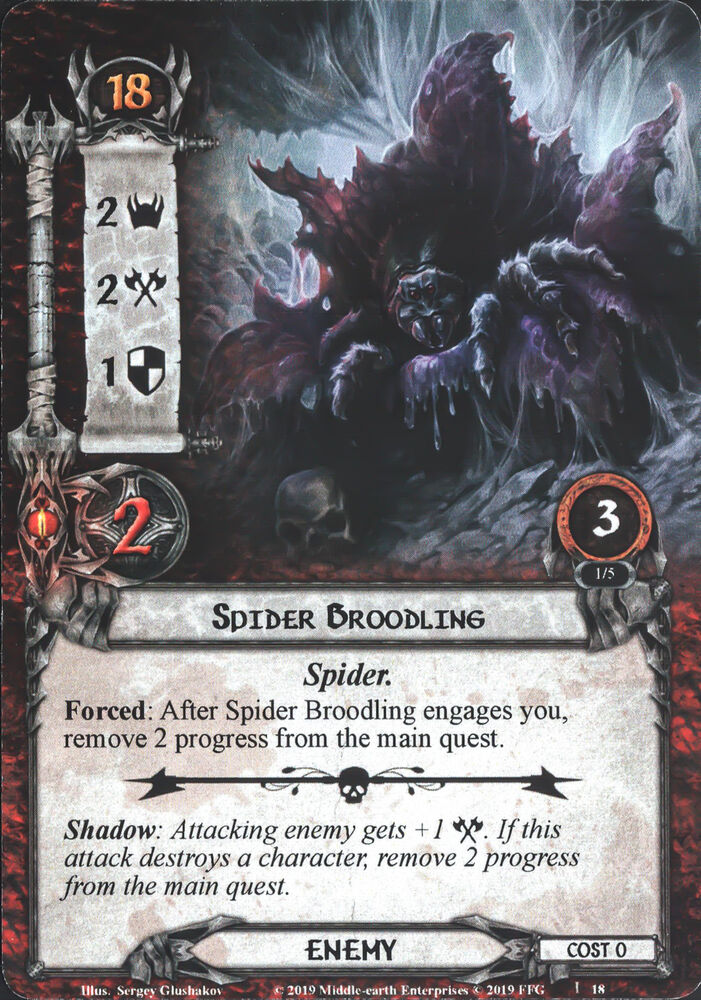 18
2
2
1
2
3
1/5
Spider Broodling
Spider.
Forced: After Spider Broodling engages you,
remove 2 progress from the main quest.
Shadow: Attacking enemy gets +1 . If this
attack destroys a character, remove 2 progress
from the main quest.
ENEMY
COST 0
Illus. Sergey Glushakov © 2019 Middle-earth Enterprises © 2019 FFG 18